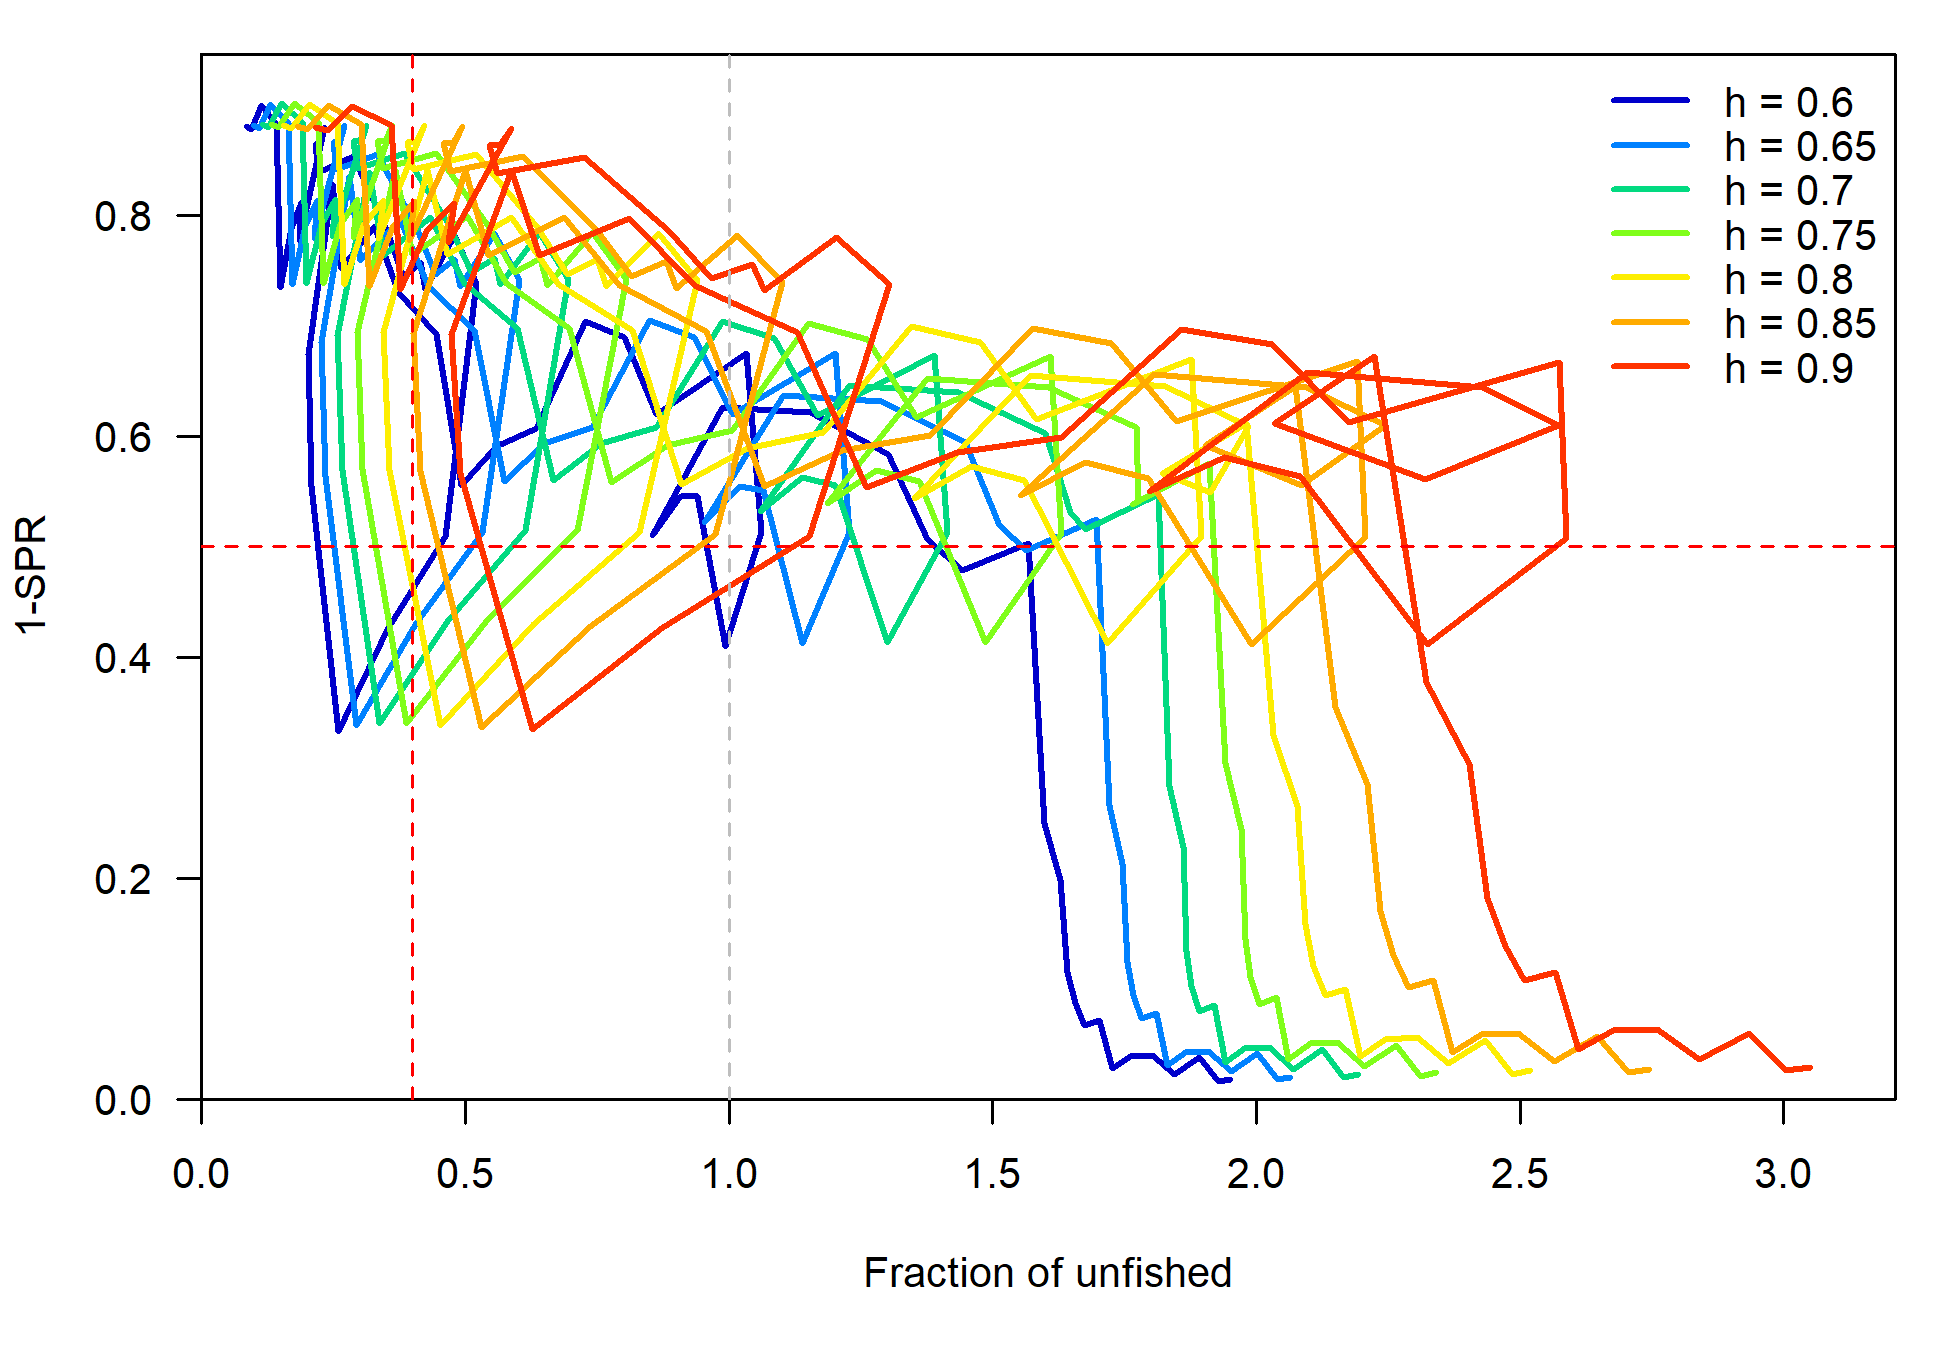 h = 0.6
h = 0.65
h = 0.7
h = 0.75
h = 0.8
h = 0.85
h = 0.9
1-SPR
0.8
0.6
0.4
0.2
0.0
0.0 0.5 1.0 1.5 2.0 2.5 3.0
Fraction of unfished